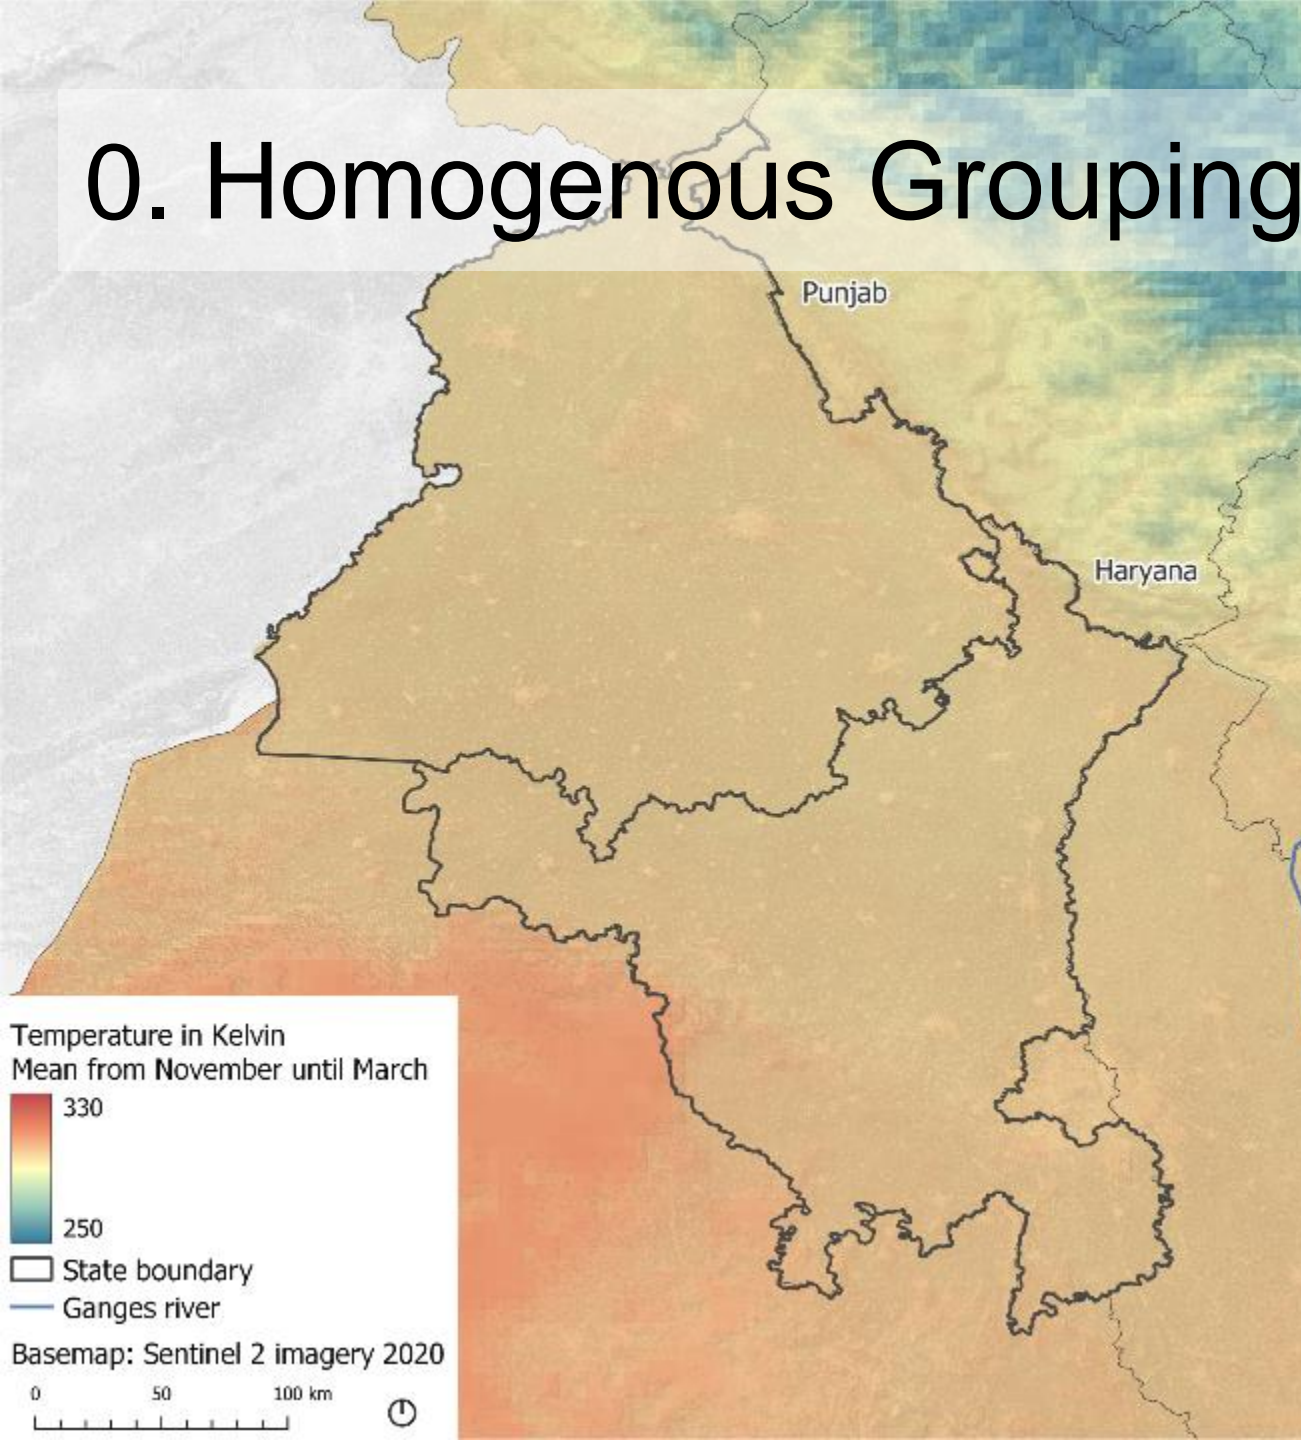 0. Homogenous Grouping
Punjab
Haryana
Temperature in Kelvin
Mean from November until March
330
250
State boundary
Ganges river
Basemap: Sentinel 2 imagery 2020
0 50 100 km